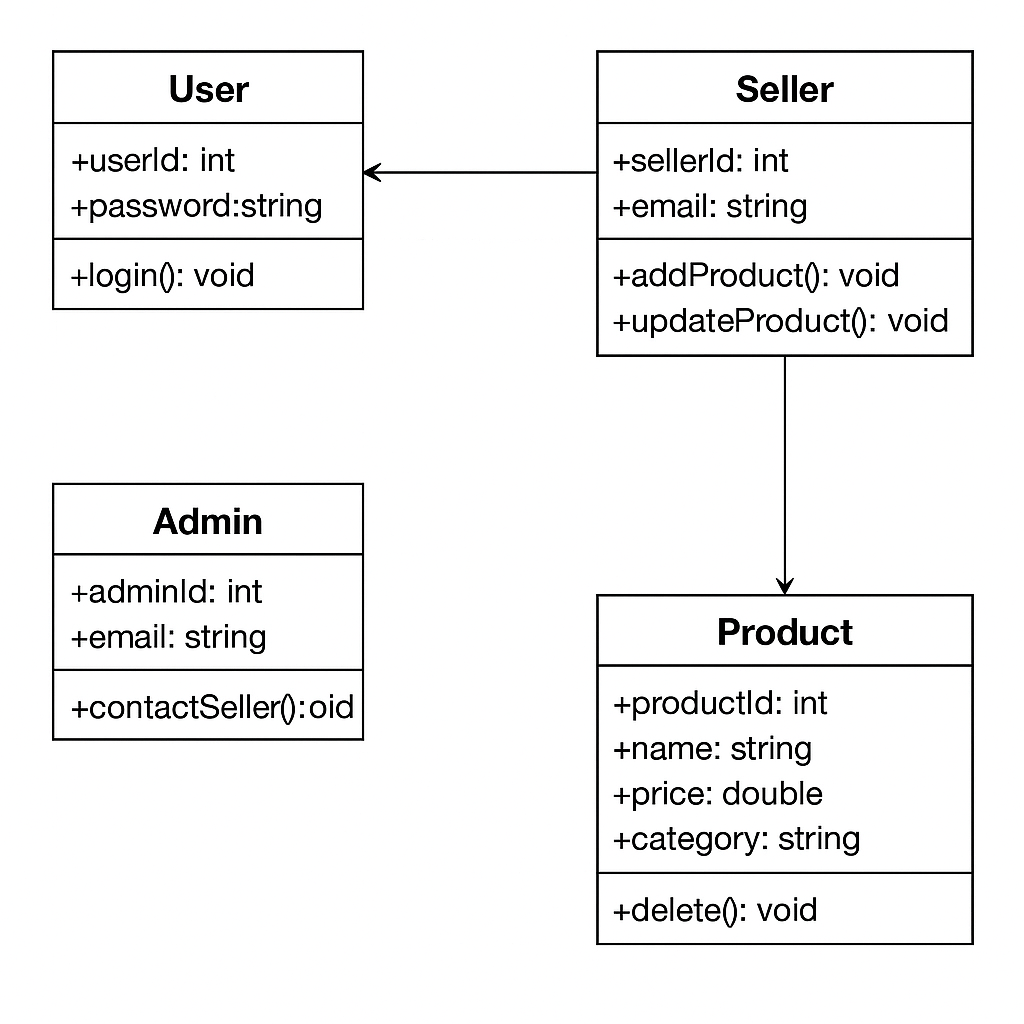 User
+userId: int
+password:string
+login(): void
Seller
+sellerId: int
+email: string
+addProduct(): void
+updateProduct(): void
Admin
+adminId: int
+email: string
+contactSeller():oid
Product
+productId: int
+name: string
+price: double
+category: string
+delete(): void